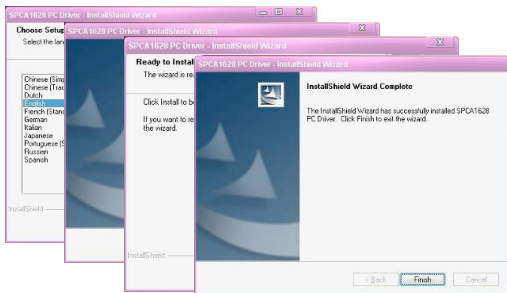 SPCA1628 PC Driver - InstallShield Wizard
Choose Setup
Select the lan
Chinese (Simp
Chinese (Trad
Dutch
English
French (Stand
German
Italian
Japanese
Portuguese (S
Russian
Spanish
InstallShield
SPCA1628 PC Driver - InstallShield Wizard
SPCA1628 PC Driver - InstallShield Wizard
Ready to Instal
The wizard is re
Click Install to b
If you want to re
the wizard.
InstallShield
SPCA1628 PC Driver - InstallShield Wizard
InstallShield Wizard Complete
The InstallShield Wizard has successfully installed SPCA1628
PC Driver. Click Finish to exit the wizard.
< Back
Finish
Cancel